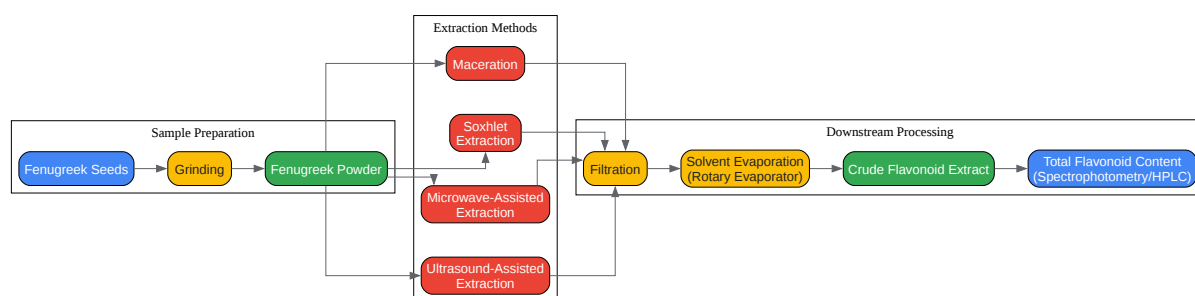 Extraction Methods
Maceration
Soxhlet
Extraction
Microwave-Assisted
Extraction
Ultrasound-Assisted
Extraction
Sample Preparation
Fenugreek Seeds
Grinding
Fenugreek Powder
Downstream Processing
Filtration
Solvent Evaporation
(Rotary Evaporator)
Crude Flavonoid Extract
Total Flavonoid Content
(Spectrophotometry/HPLC)